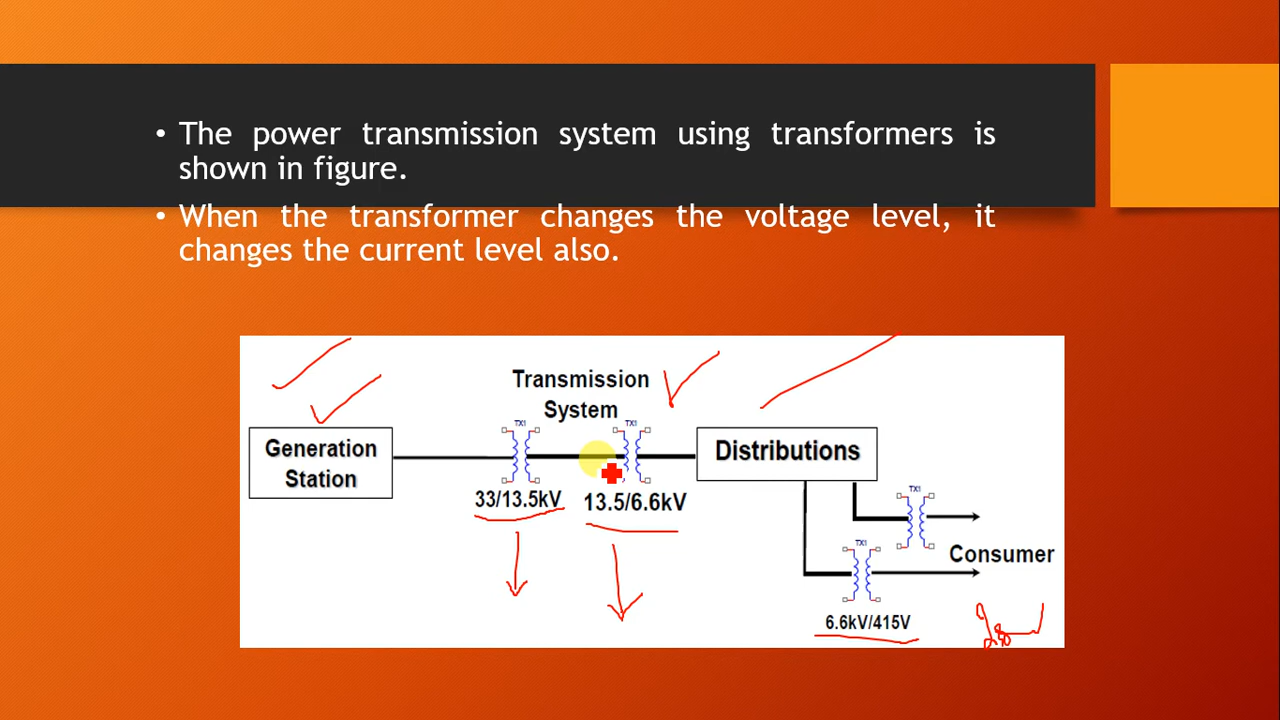 • The power transmission system using transformers is
shown in figure.
• When the transformer changes the voltage level, it
changes the current level also.
Transmission
System
TX1
TX1
Generation
Station
Distributions
33/13.5kV
13.5/6.6kV
TX1
TX1
Consumer
6.6kV/415V